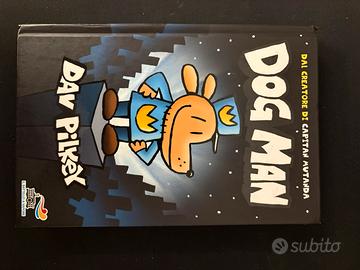 DAL CREATORE DI CAPITAN MUTANDA
DOG MAN
DAV PILKEY
subito